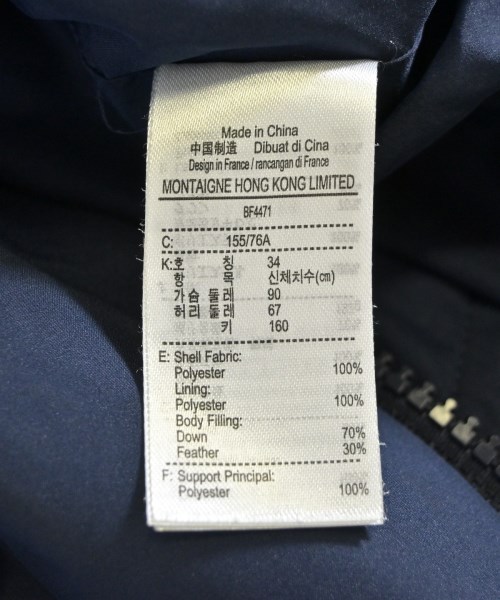 Made in China
中国制造 Dibuat di Cina
Design in France / rancangan di France
MONTAIGNE HONG KONG LIMITED
BF4471
C: 155/76A
K: 호 칭 34
항 목 신체치수(cm)
가슴 둘레 90
허리 둘레 67
키 160
E: Shell Fabric:
Polyester 100%
Lining:
Polyester 100%
Body Filling:
Down 70%
Feather 30%
F: Support Principal:
Polyester 100%